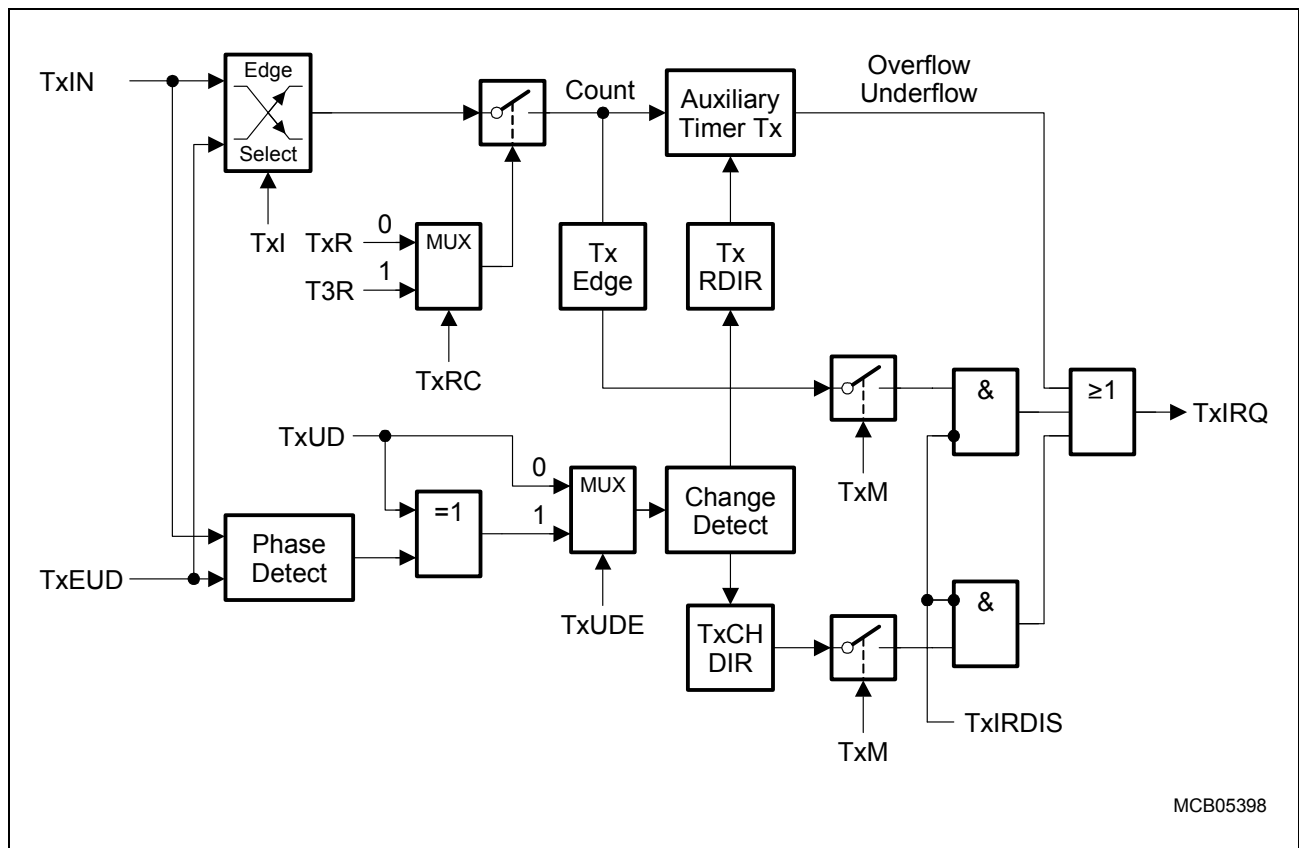 TxIN
Edge
Select
TxI
Count
Auxiliary
Timer Tx
Overflow
Underflow
TxR
0
T3R
1
MUX
TxRC
Tx
Edge
Tx
RDIR
TxM
&
≥1
TxIRQ
TxUD
0
1
=1
MUX
TxUDE
Change
Detect
Phase
Detect
TxEUD
TxCH
DIR
TxM
&
TxIRDIS
MCB05398